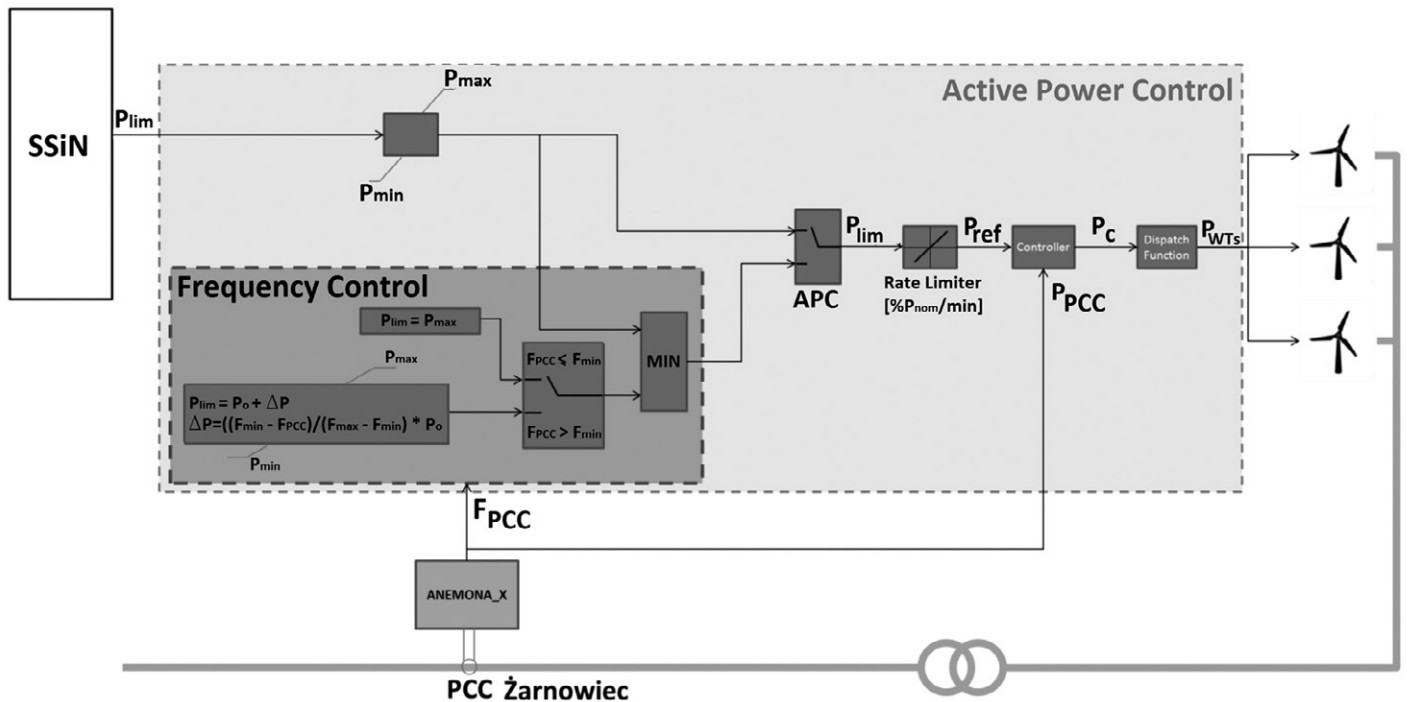 SSiN
Plim
Pmax
Pmin
Active Power Control
Frequency Control
Plim = Pmax
Pmax
Plim = Po + ΔP
ΔP=((Fmin - FPCC)/(Fmax - Fmin) * Po
Pmin
FPCC ≤ Fmin
FPCC > Fmin
MIN
APC
Plim
Rate Limiter
[%Pnom/min]
Pref
Controller
PPCC
Pc
Dispatch
Function
PWTs
FPCC
ANEMONA_X
PCC Żarnowiec